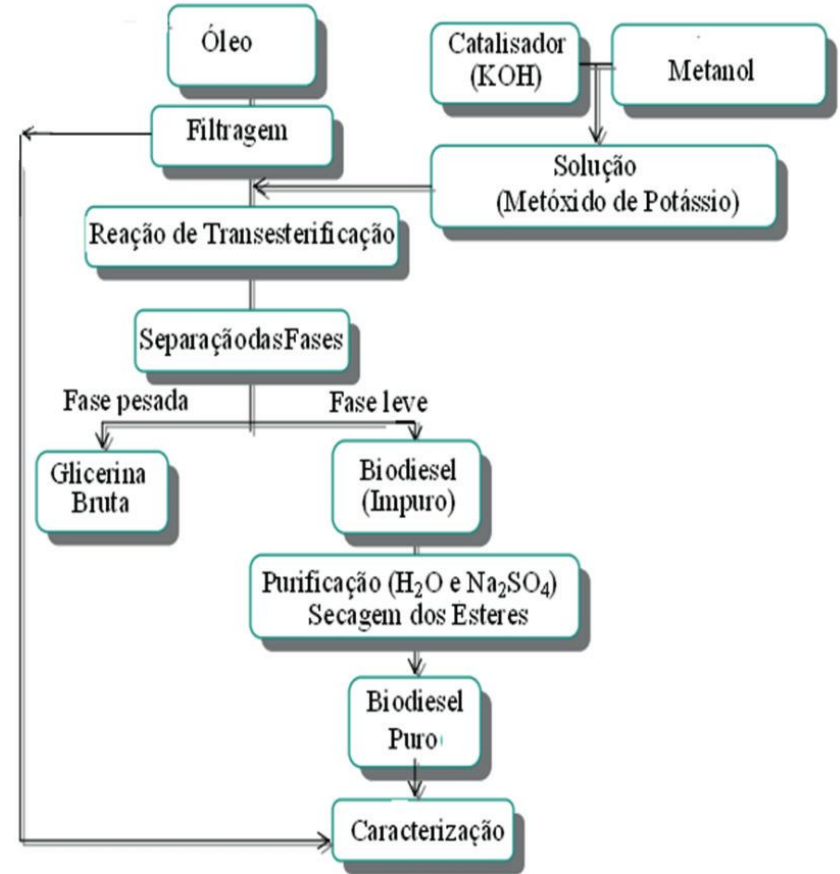 Óleo
Catalisador
(KOH)
Metanol
Filtragem
Solução
(Metóxido de Potássio)
Reação de Transesterificação
SeparaçãodasFases
Fase pesada
Fase leve
Glicerina
Bruta
Biodiesel
(Impuro)
Purificação (H₂O e Na₂SO₄)
Secagem dos Ésteres
Biodiesel
Puro
Caracterização